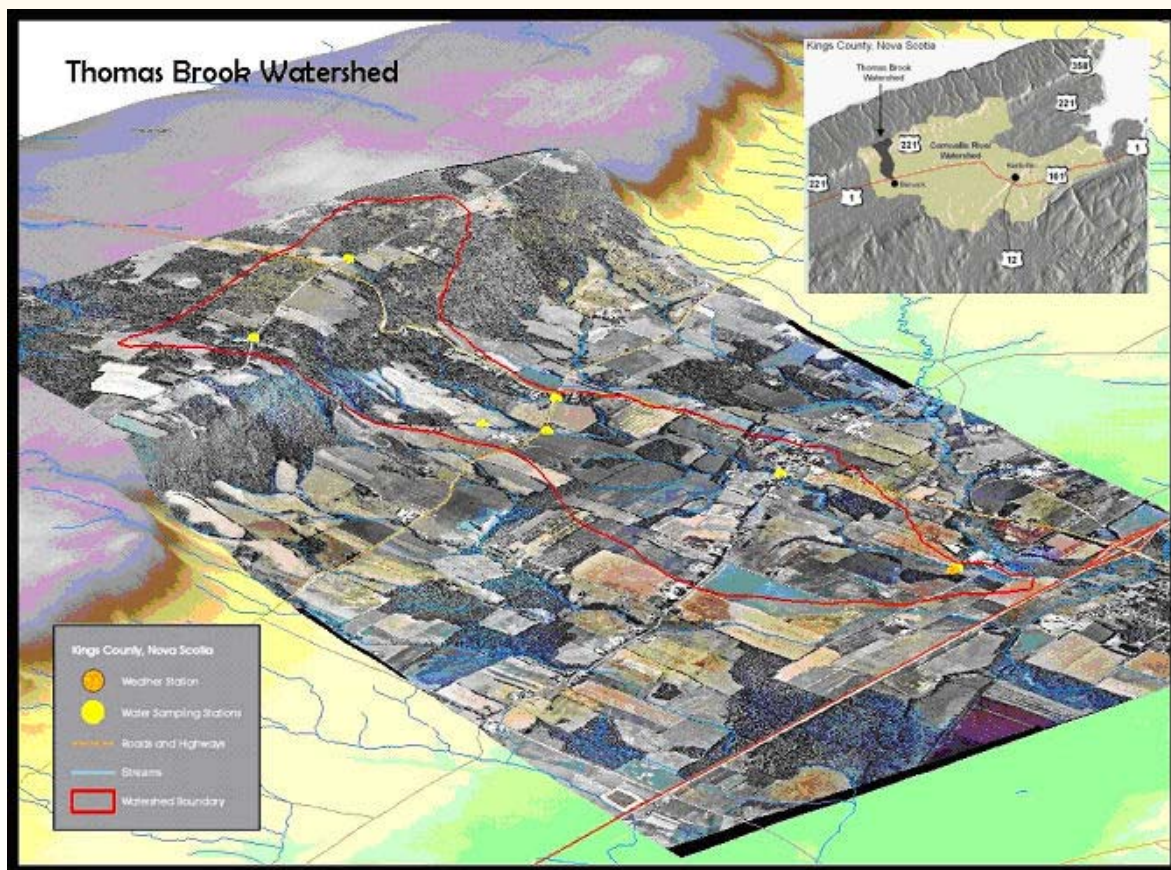 Thomas Brook Watershed
Kings County, Nova Scotia
Thomas Brook
Watershed
358
221
221
Cornwallis River
Watershed
1
221
1
Berwick
101
12
Kings County, Nova Scotia
Weather Station
Water Sampling Stations
Roads and Highways
Streams
Watershed Boundary